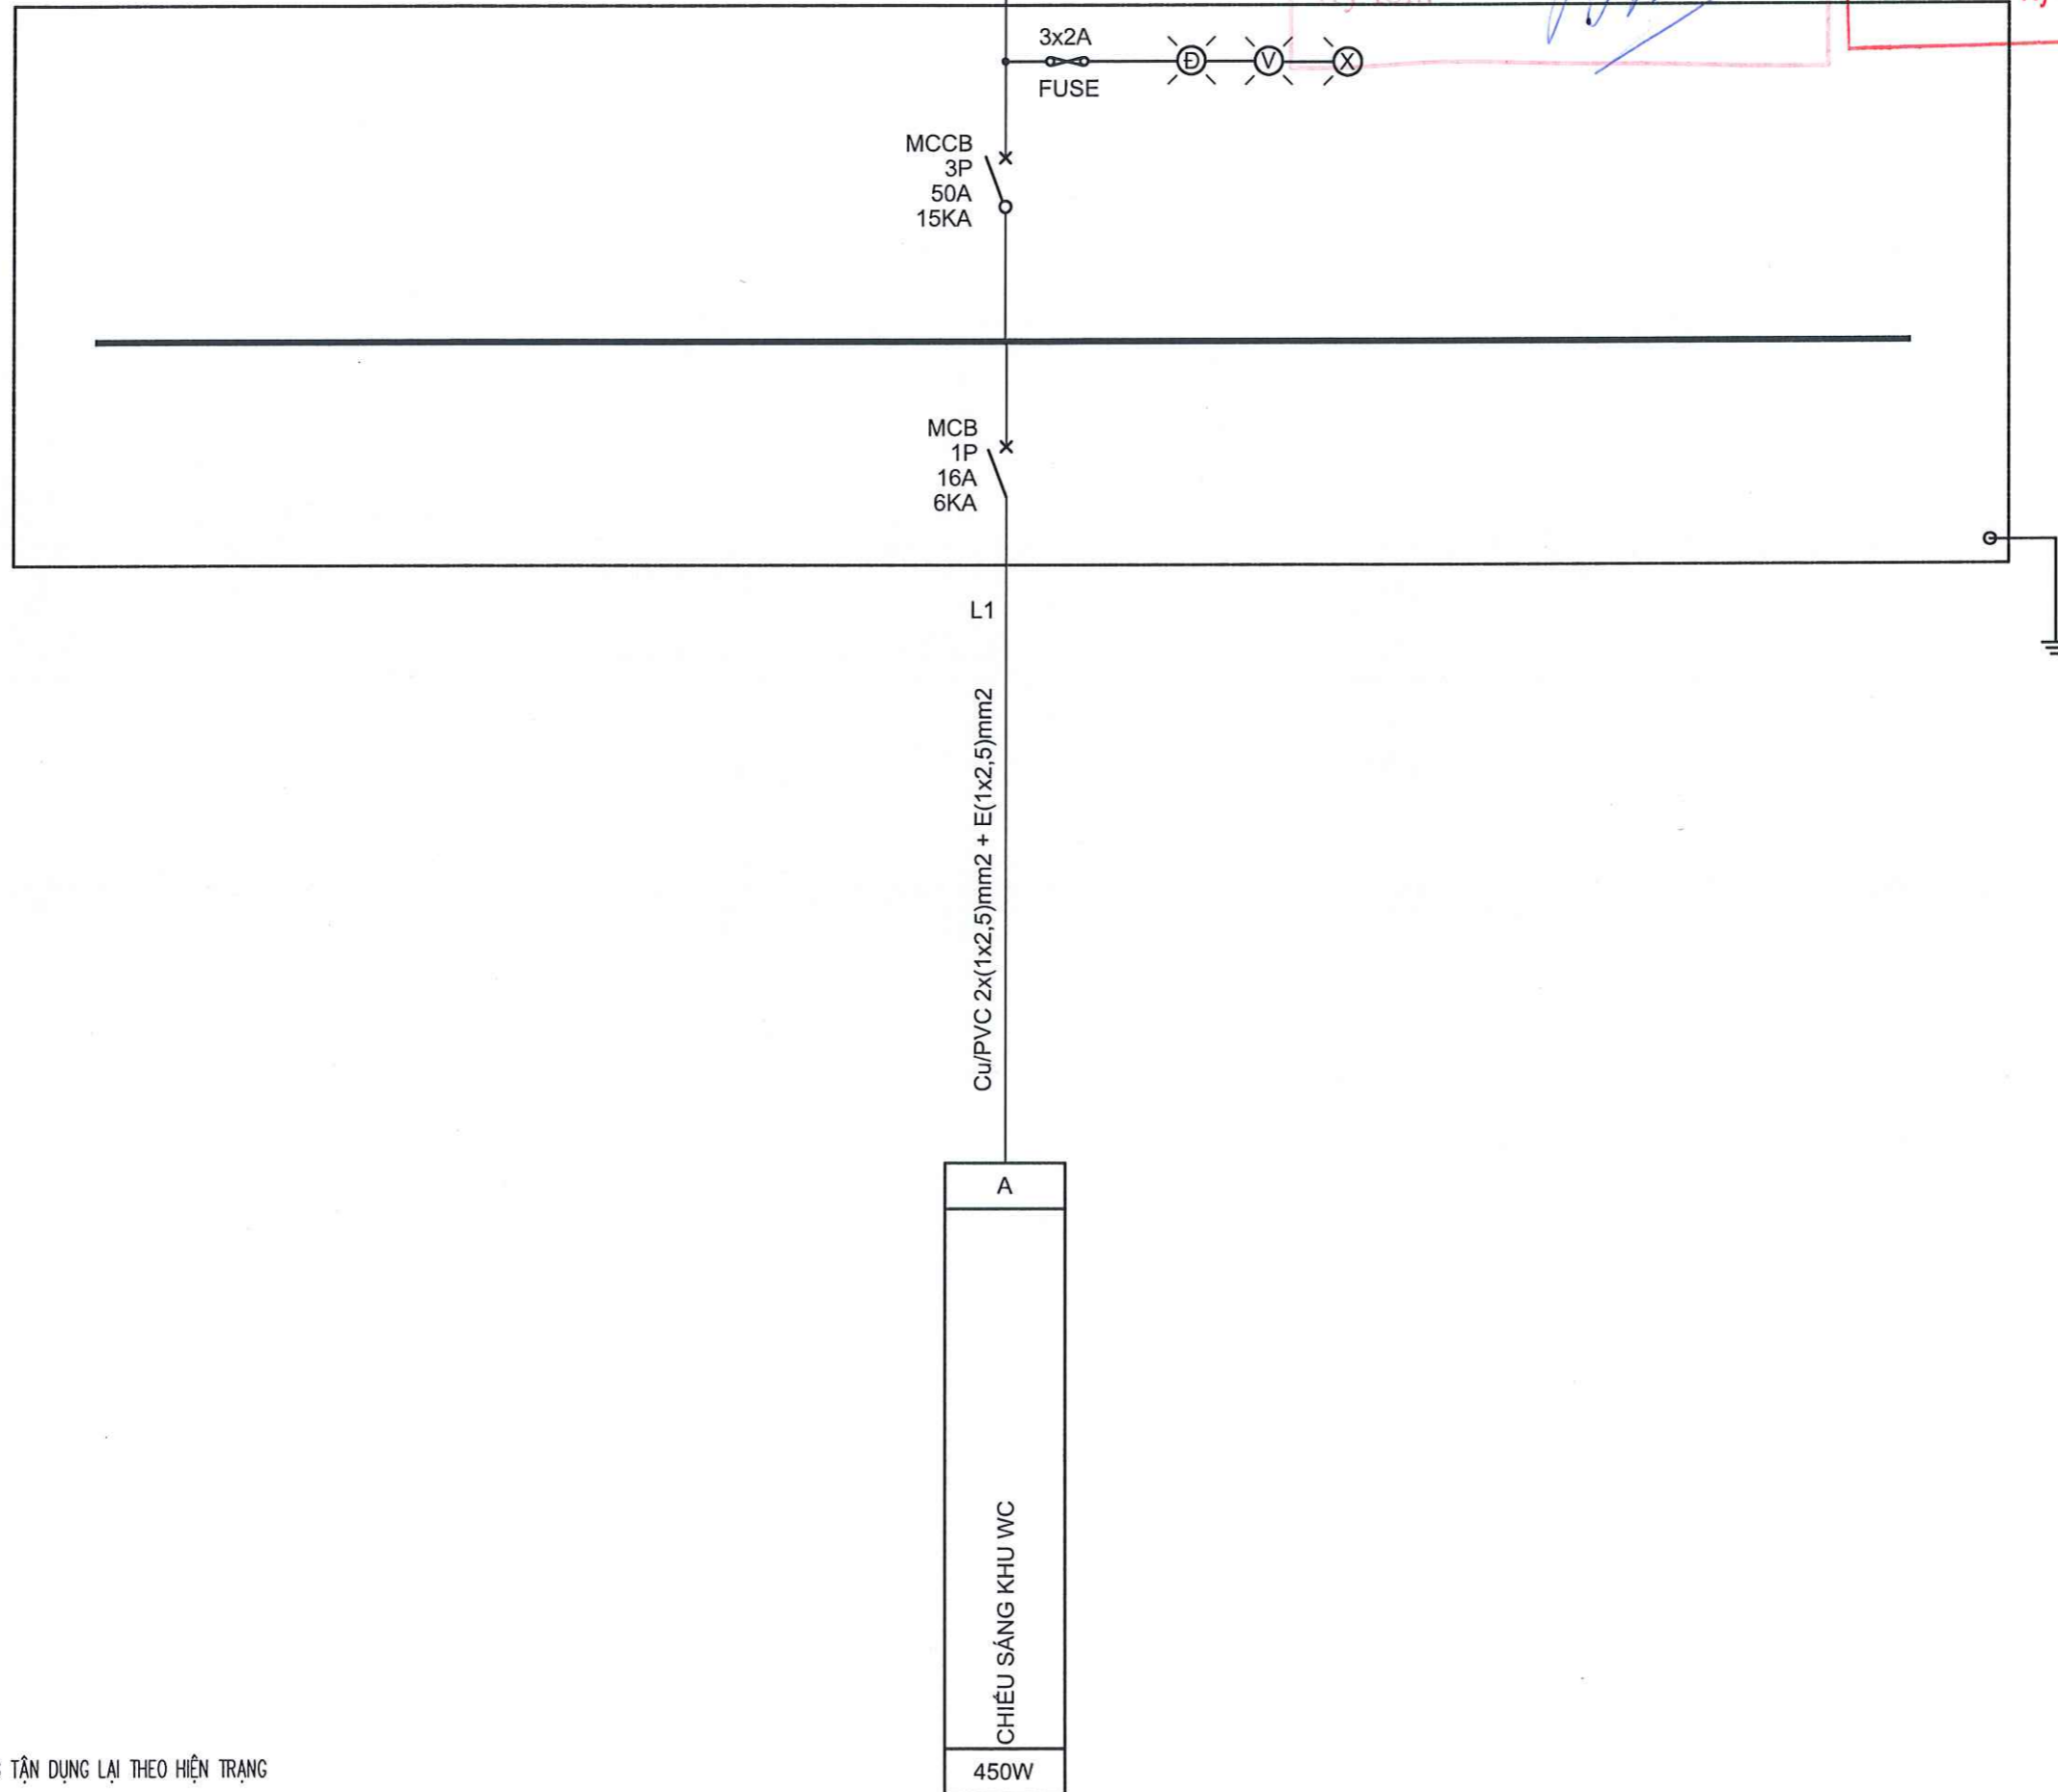 3x2A
FUSE
Đ
V
X
MCCB
3P
50A
15KA
MCB
1P
16A
6KA
L1
Cu/PVC 2x(1x2,5)mm2 + E(1x2,5)mm2
A
CHIẾU SÁNG KHU WC
450W
TẬN DỤNG LẠI THEO HIỆN TRẠNG